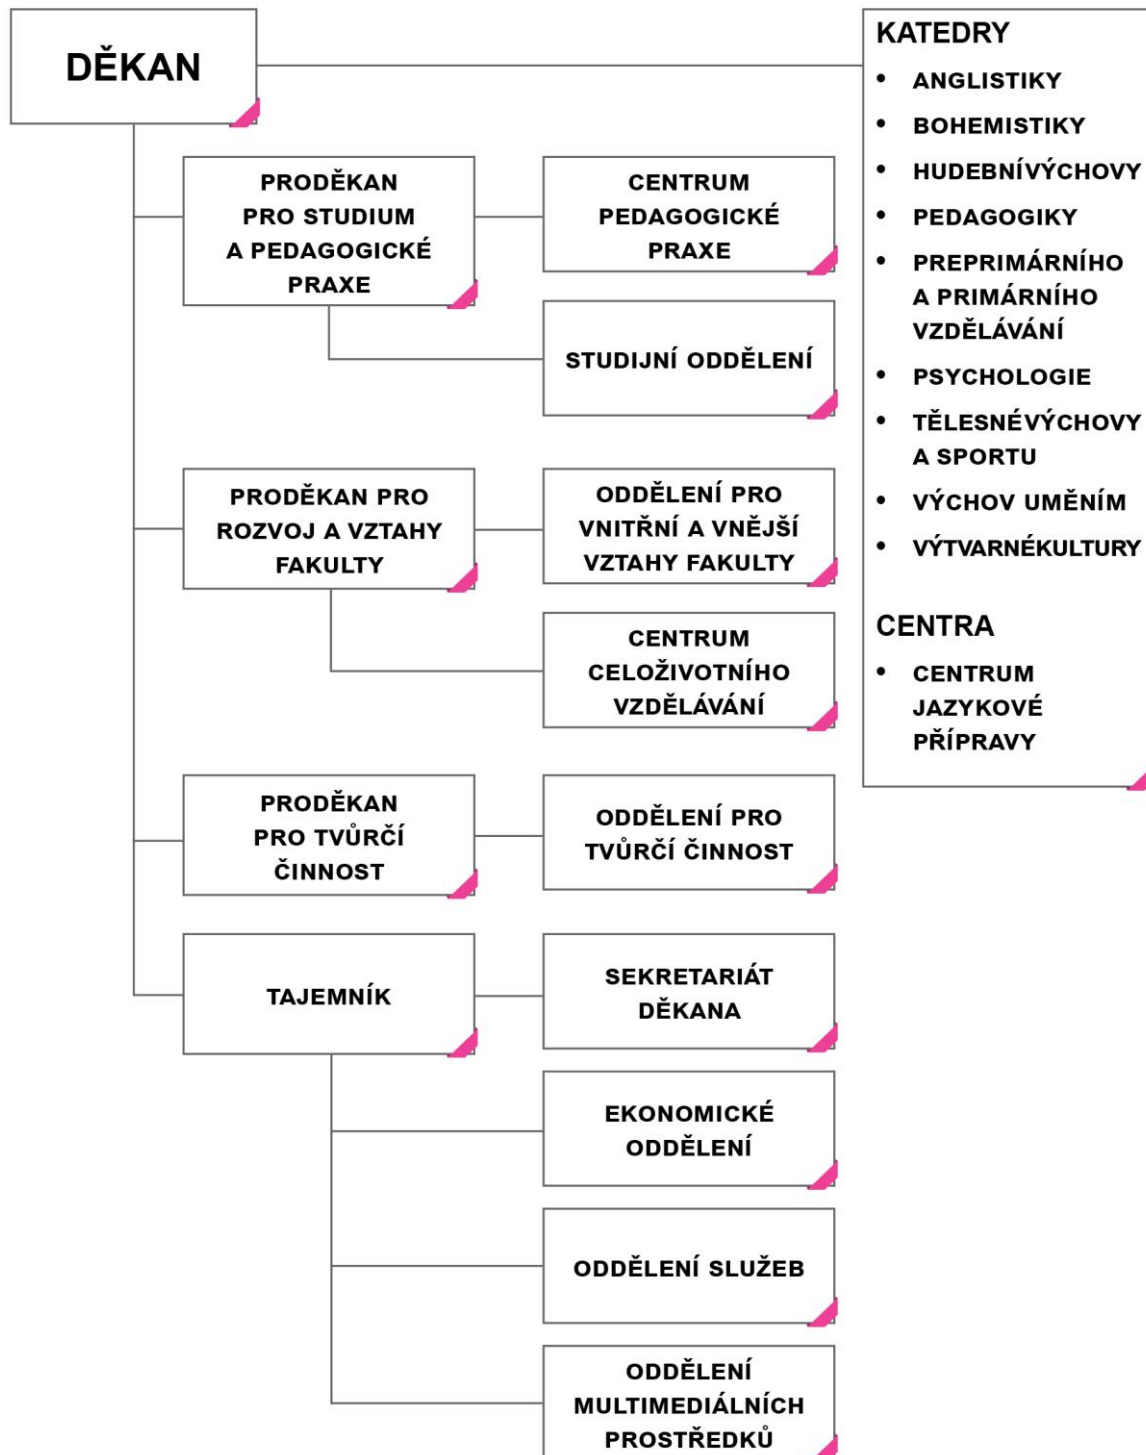 DĚKAN
PRODĚKAN
PRO STUDIUM
A PEDAGOGICKÉ
PRAXE
CENTRUM
PEDAGOGICKÉ
PRAXE
STUDIJNÍ ODDĚLENÍ
PRODĚKAN PRO
ROZVOJ A VZTAHY
FAKULTY
ODDĚLENÍ PRO
VNITŘNÍ A VNĚJŠÍ
VZTAHY FAKULTY
CENTRUM
CELOŽIVOTNÍHO
VZDĚLÁVÁNÍ
PRODĚKAN
PRO TVŮRČÍ
ČINNOST
ODDĚLENÍ PRO
TVŮRČÍ ČINNOST
TAJEMNÍK
SEKRETARIÁT
DĚKANA
EKONOMICKÉ
ODDĚLENÍ
ODDĚLENÍ SLUŽEB
ODDĚLENÍ
MULTIMEDIÁLNÍCH
PROSTŘEDKŮ
KATEDRY
• ANGLISTIKY
• BOHEMISTIKY
• HUDEBNÍVÝCHOVY
• PEDAGOGIKY
• PREPRIMÁRNÍHO
A PRIMÁRNÍHO
VZDĚLÁVÁNÍ
• PSYCHOLOGIE
• TĚLESNÉVÝCHOVY
A SPORTU
• VÝCHOV UMĚNÍM
• VÝTVARNÉKULTURY
CENTRA
• CENTRUM
JAZYKOVÉ
PŘÍPRAVY